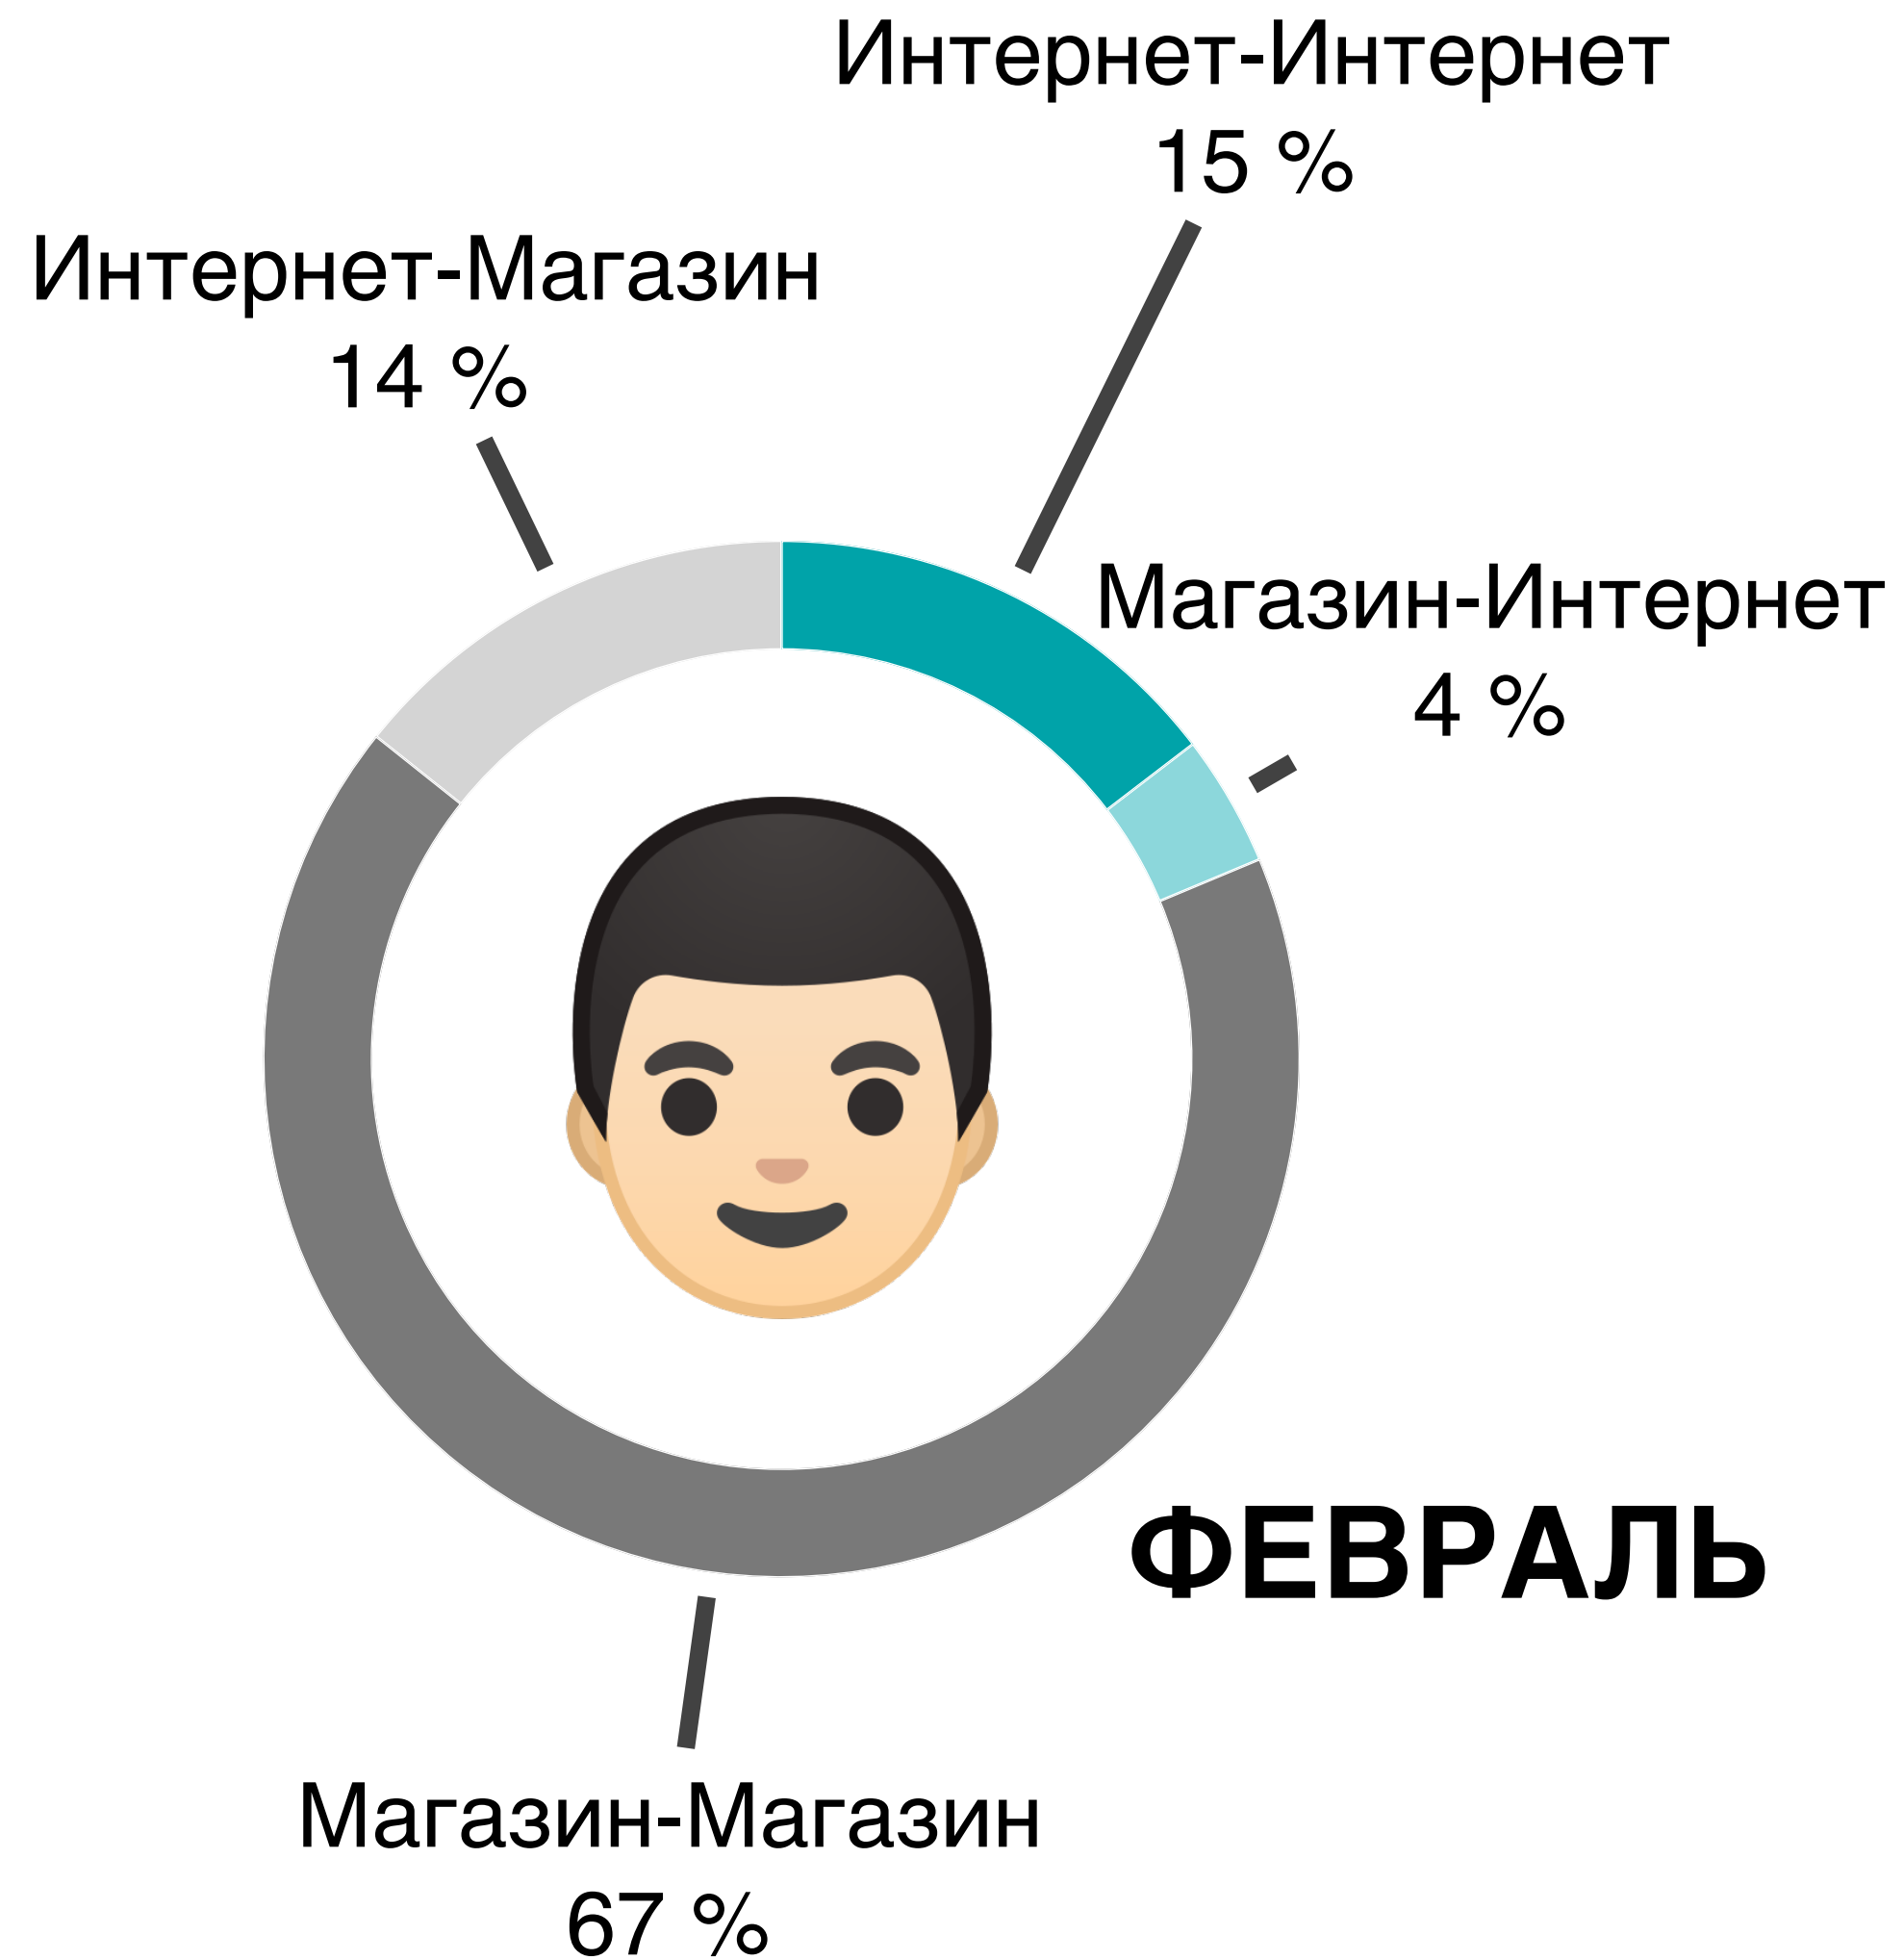 Интернет-Интернет
15 %
Интернет-Магазин
14 %
Магазин-Интернет
4 %
ФЕВРАЛЬ
Магазин-Магазин
67 %